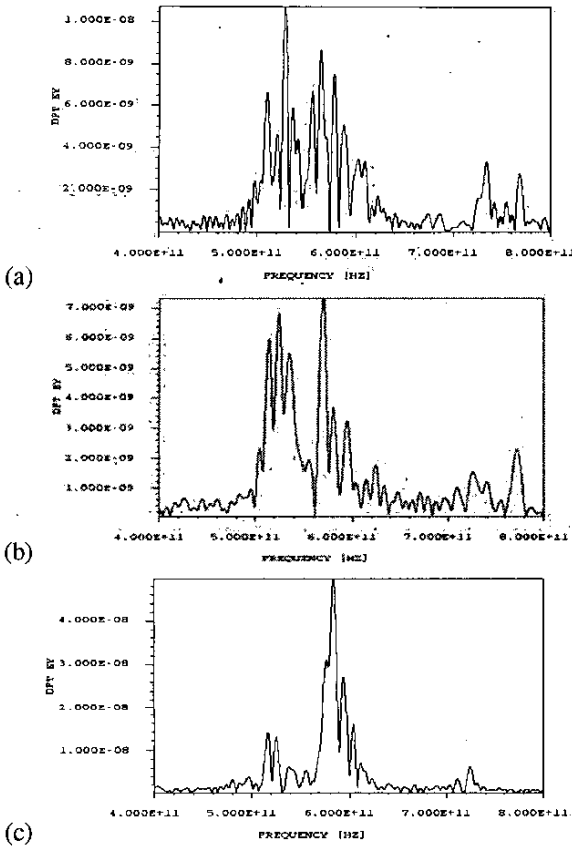 1.000E-08
8.000E-09
6.000E-09
4.000E-09
2.000E-09
DFT EY
4.000E+11 5.000E+11 6.000E+11 7.000E+11 8.000E+11
FREQUENCY [HZ]
(a)
7.000E-09
6.000E-09
5.000E-09
4.000E+09
3.000E-09
2.000E-09
1.000E-09
DFT EY
4.000E+11 5.000E+11 6.000E+11 7.000E+11 8.000E+11
FREQUENCY [HZ]
(b)
4.000E-08
3.000E-08
2.000E-08
1.000E-08
DFT EY
4.000E+11 5.000E+11 6.000E+11 7.000E+11 8.000E+11
FREQUENCY [HZ]
(c)